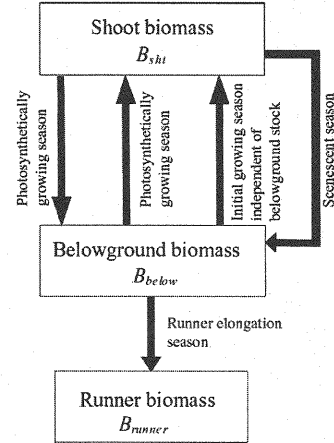 Shoot biomass
B_sht
Photosynthetically
growing season
Photosynthetically
growing season
Initial growing season
independent of
belowground stock
Scenescent season
Belowground biomass
B_below
Runner elongation
season
Runner biomass
B_runner